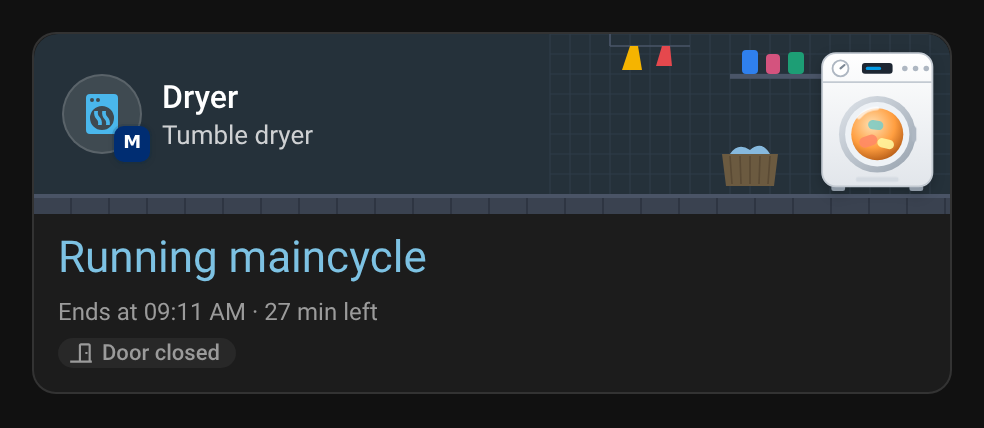 Dryer
Tumble dryer
M
Running maincycle
Ends at 09:11 AM · 27 min left
Door closed